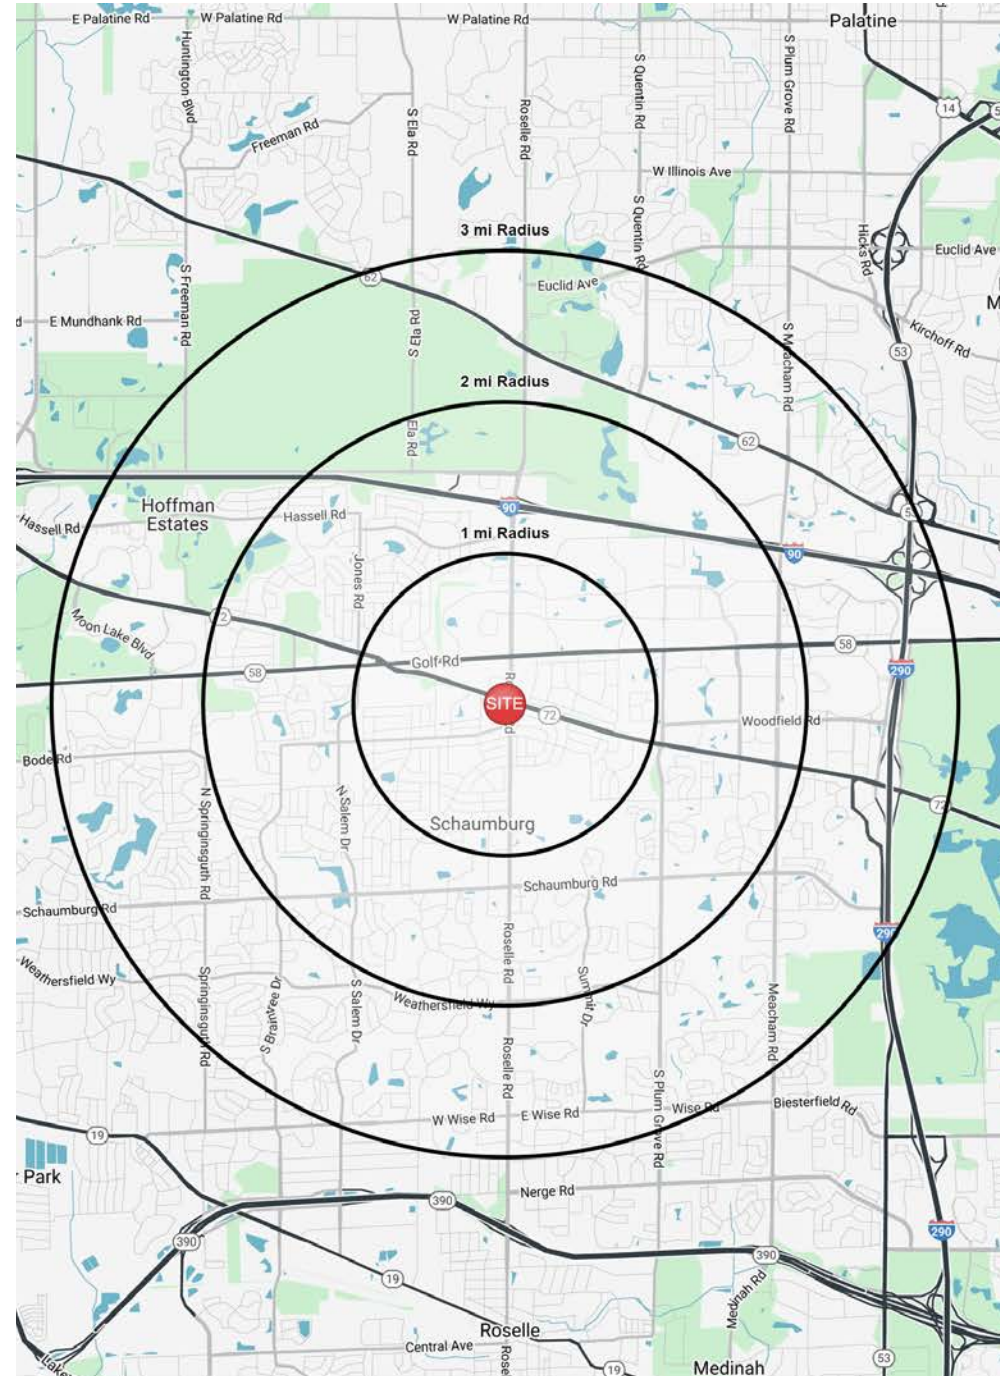 E Palatine Rd
W Palatine Rd
W Palatine Rd
Palatine
Huntington Blvd
S Ela Rd
Roselle Rd
S Quentin Rd
S Plum Grove Rd
14
Freeman Rd
W Illinois Ave
S Quentin Rd
3 mi Radius
Hicks Rd
Euclid Ave
62
S Freeman Rd
Euclid Ave
E Mundhank Rd
S Ela Rd
S Meacham Rd
Kirchoff Rd
53
2 mi Radius
Ela Rd
62
Hoffman
Estates
Hassell Rd
Hassell Rd
90
1 mi Radius
90
Jones Rd
Moon Lake Blvd
58
58
Golf Rd
290
SITE
72
Woodfield Rd
Bode Rd
72
N Springinsguth Rd
N Salem Dr
Schaumburg
Schaumburg Rd
Schaumburg Rd
290
Roselle Rd
Weathersfield Wy
Springinsguth Rd
S Braintree Dr
S Salem Dr
Weathersfield Wy
Summit Dr
Meacham Rd
Roselle Rd
S Plum Grove Rd
W Wise Rd
E Wise Rd
Wise Rd
Biesterfield Rd
19
Park
Nerge Rd
390
390
390
290
19
Medinah Rd
Roselle
Central Ave
Medinah
19
53